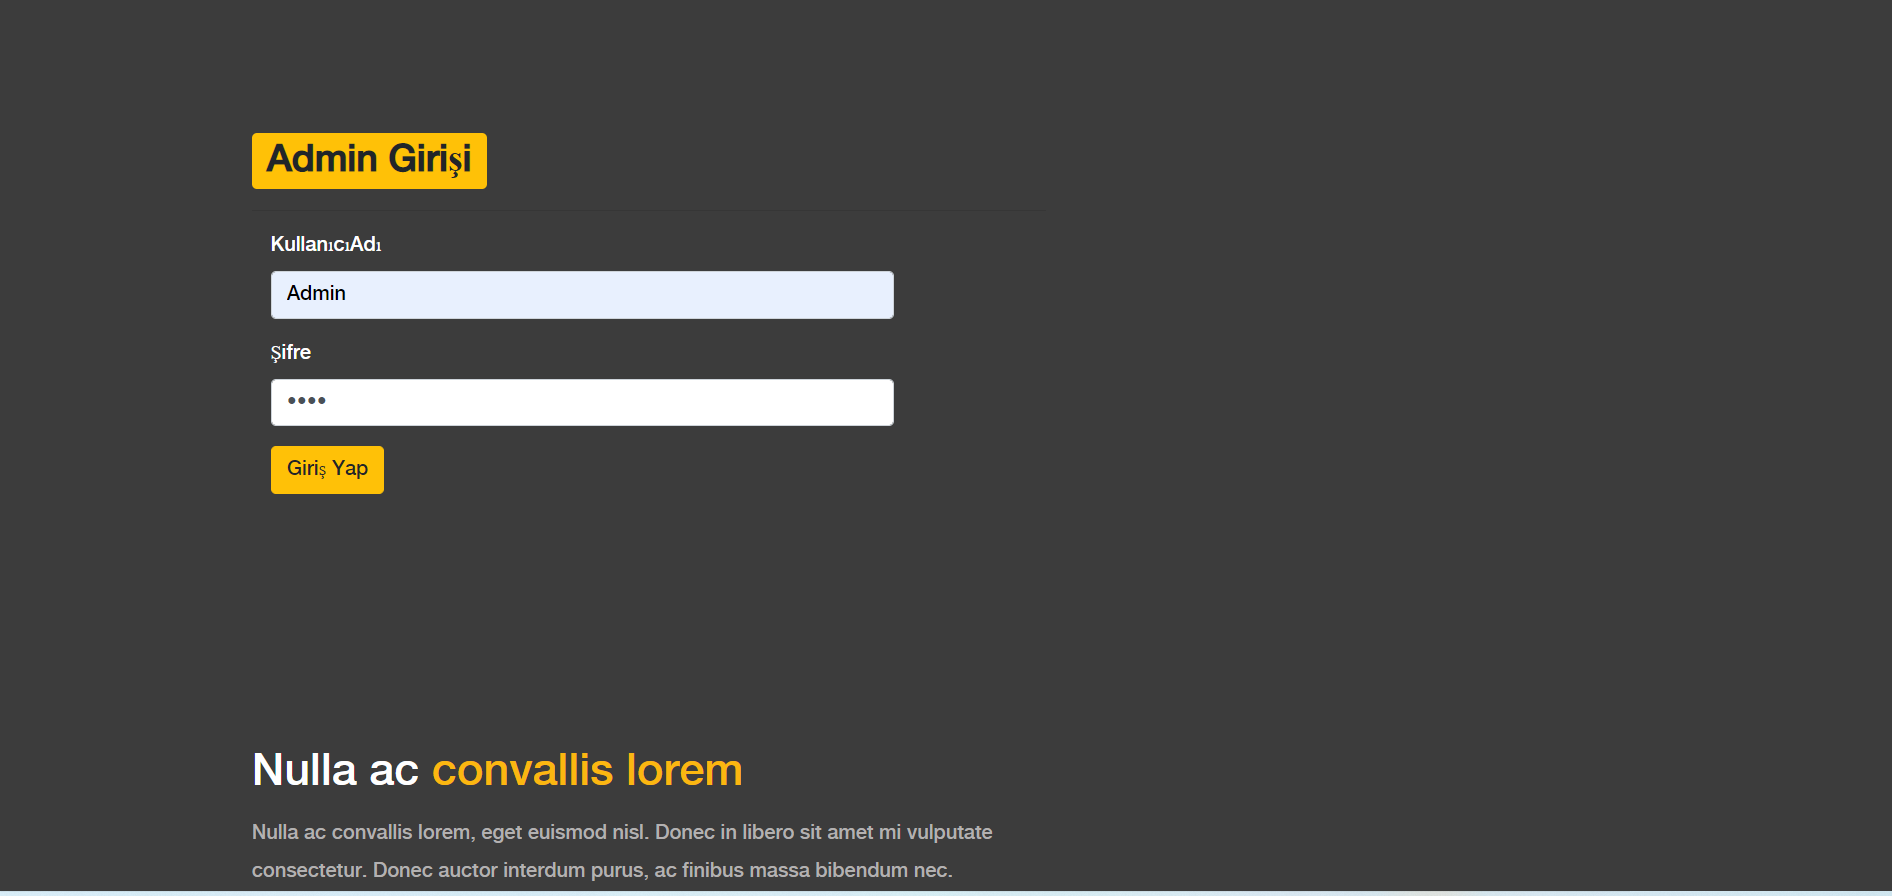 Admin Girişi
KullanıcıAdı
Admin
Şifre
••••
Giriş Yap
Nulla ac convallis lorem
Nulla ac convallis lorem, eget euismod nisl. Donec in libero sit amet mi vulputate
consectetur. Donec auctor interdum purus, ac finibus massa bibendum nec.